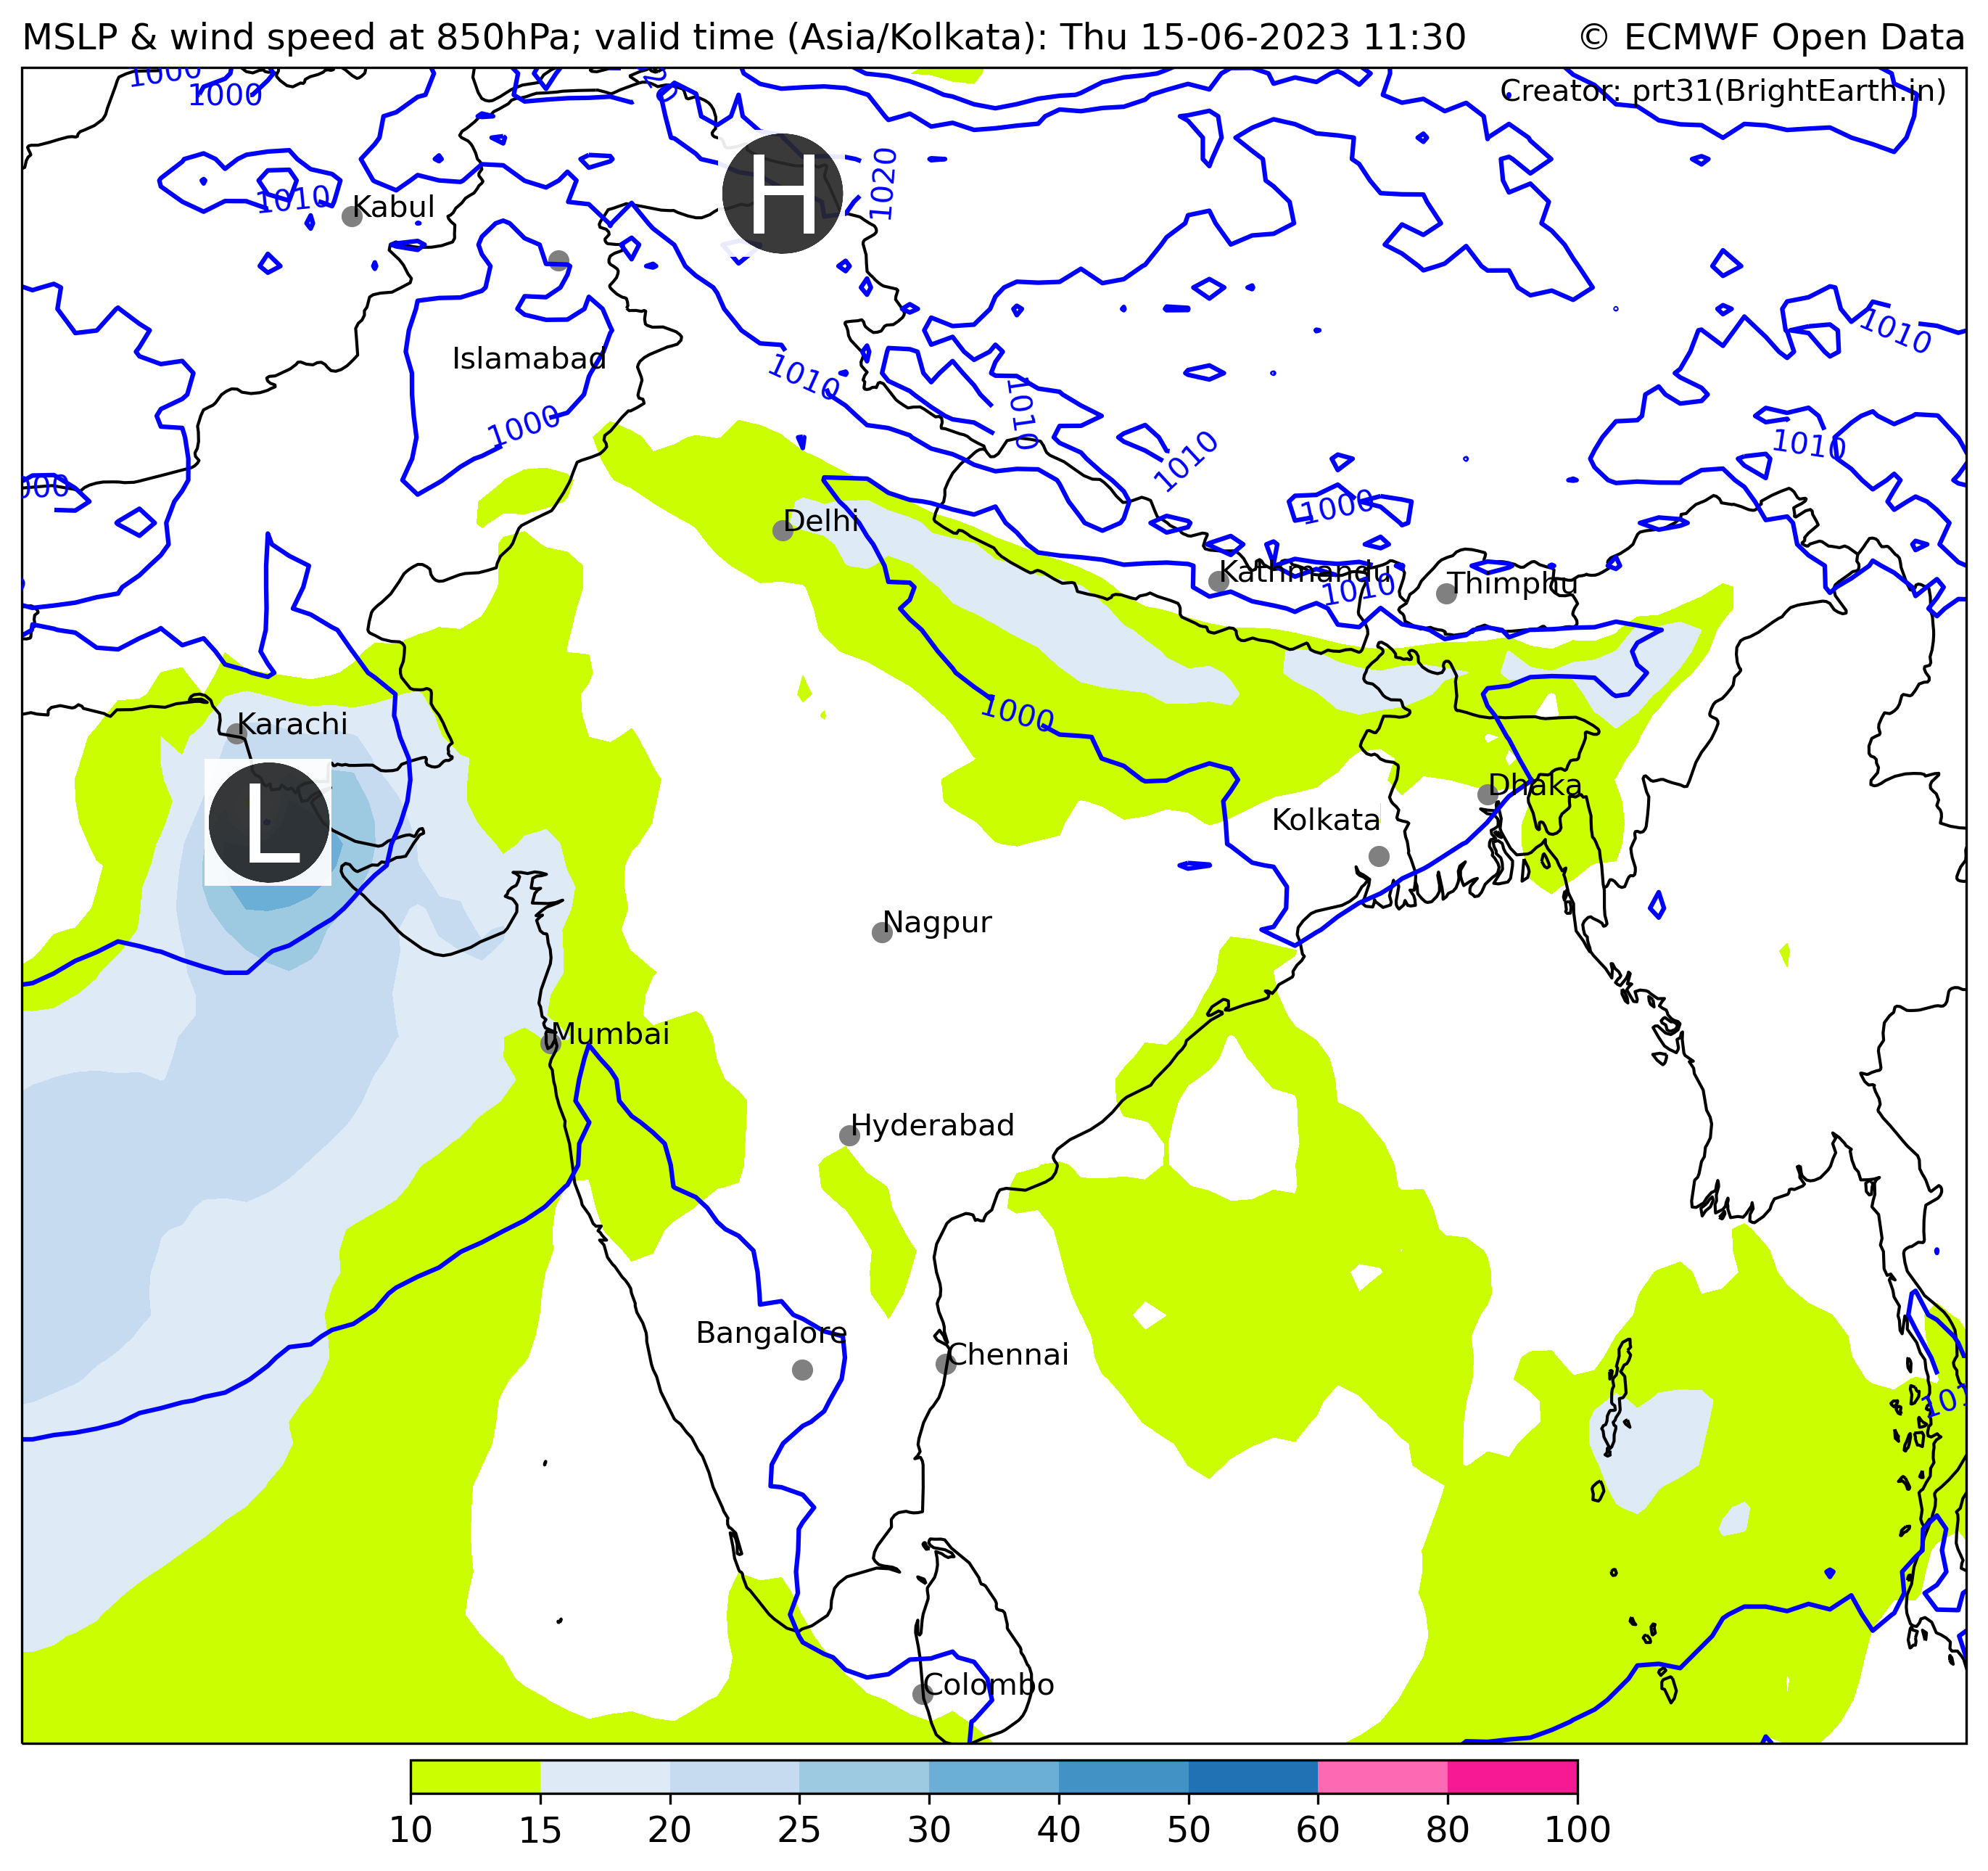 MSLP & wind speed at 850hPa; valid time (Asia/Kolkata): Thu 15-06-2023 11:30
© ECMWF Open Data
Creator: prt31(BrightEarth.in)
1000
1000
20
H
1020
1010
Kabul
1010
Islamabad
1010
1010
1000
1010
1010
000
1000
Delhi
Kathmandu
1010
Thimphu
Karachi
1000
L
Dhaka
Kolkata
Nagpur
Mumbai
Hyderabad
Bangalore
Chennai
101
Colombo
10 15 20 25 30 40 50 60 80 100